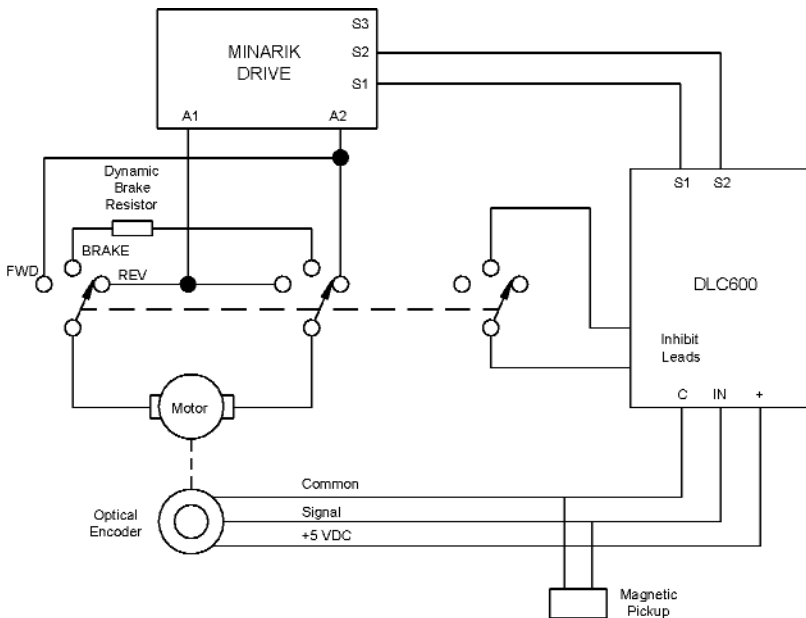 S3
MINARIK
DRIVE
S2
S1
A1
A2
Dynamic
Brake
Resistor
S1
S2
BRAKE
FWD
REV
DLC600
Inhibit
Leads
Motor
C
IN
+
Common
Optical
Encoder
Signal
+5 VDC
Magnetic
Pickup